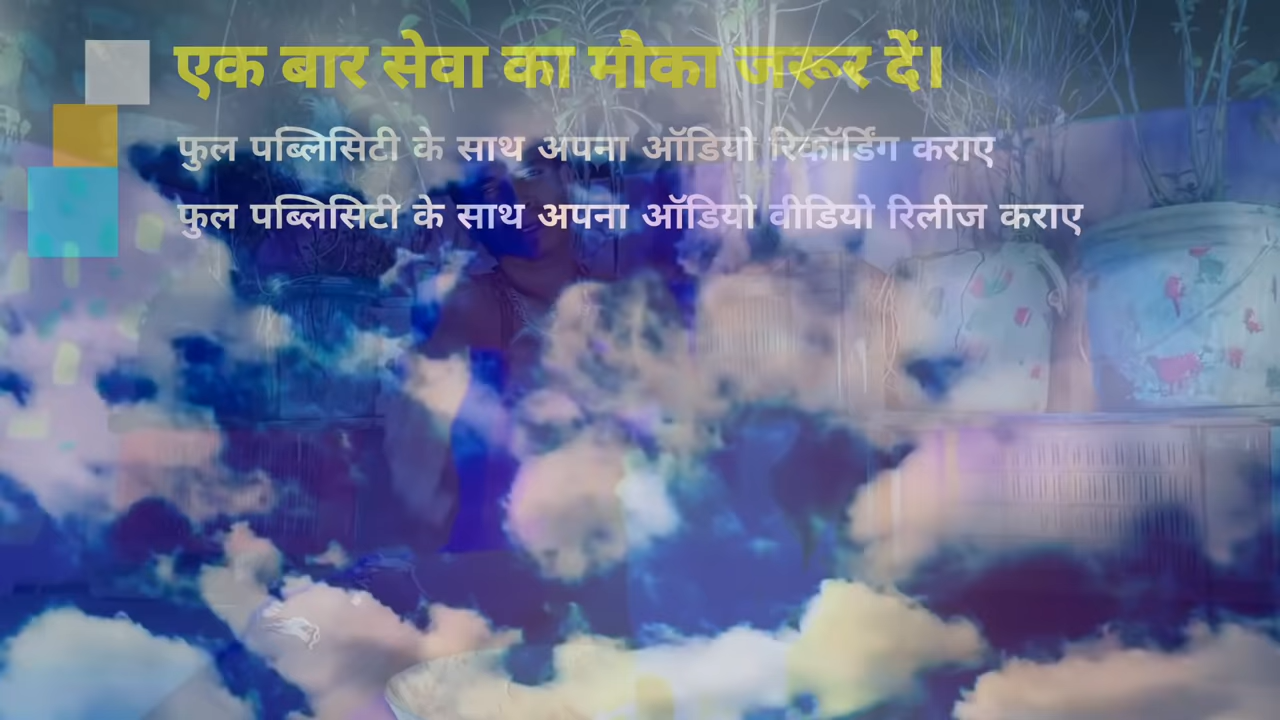 एक बार सेवा का मौका जरूर दें।
फुल पब्लिसिटी के साथ अपना ऑडियो रिकॉर्डिंग कराए
फुल पब्लिसिटी के साथ अपना ऑडियो वीडियो रिलीज कराए